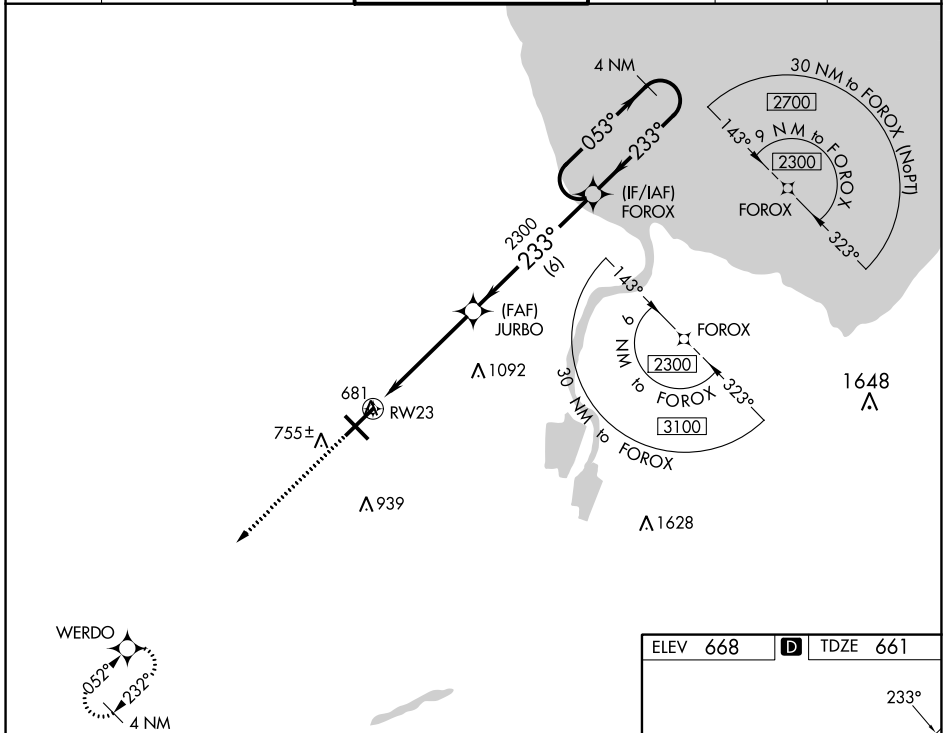 4 NM
053°
233°
(IF/IAF)
FOROX
2300
233°
(6)
(FAF)
JURBO
30 NM to FOROX (NoPT)
2700
143°
9 NM to FOROX
2300
FOROX
323°
143°
FOROX
9 NM to FOROX
2300
323°
3100
30 NM to FOROX
1092
1648
681
RW23
755±
939
1628
WERDO
052°
232°
4 NM
ELEV 668 D TDZE 661
233°